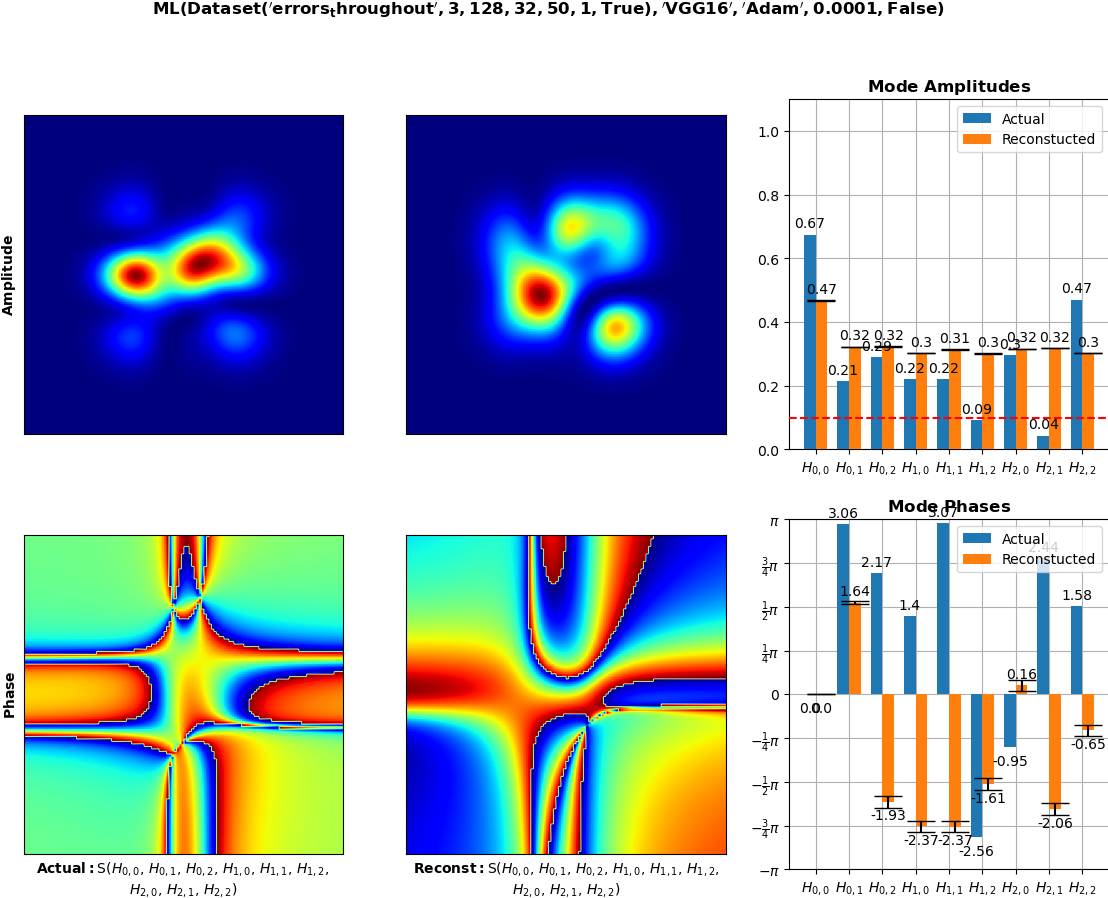 ML(Dataset('errors_throughout', 3, 128, 32, 50, 1, True), 'VGG16', 'Adam', 0.0001, False)
Amplitude
Mode Amplitudes
Actual
Reconstucted
1.0
0.8
0.6
0.4
0.2
0.0
0.67
0.47
0.21
0.32
0.29
0.32
0.22
0.3
0.22
0.31
0.09
0.3
0.3
0.32
0.04
0.32
0.47
0.3
H0,0 H0,1 H0,2 H1,0 H1,1 H1,2 H2,0 H2,1 H2,2
Phase
Mode Phases
Actual
Reconstucted
π
3/4π
1/2π
1/4π
0
−1/4π
−1/2π
−3/4π
−π
0.0
0.0
3.06
1.64
2.17
-1.93
1.4
-2.37
3.07
-2.37
-2.56
-1.61
-0.95
0.16
2.44
-2.06
1.58
-0.65
H0,0 H0,1 H0,2 H1,0 H1,1 H1,2 H2,0 H2,1 H2,2
Actual: S(H0,0, H0,1, H0,2, H1,0, H1,1, H1,2,
H2,0, H2,1, H2,2)
Reconst: S(H0,0, H0,1, H0,2, H1,0, H1,1, H1,2,
H2,0, H2,1, H2,2)